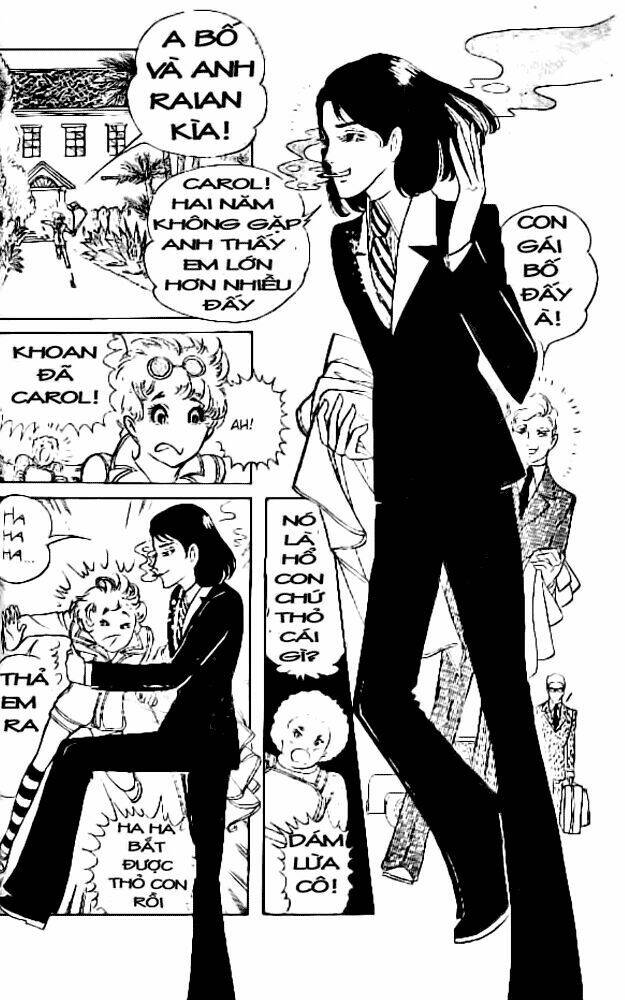 A BỐ
VÀ ANH
RAIAN
KÌA!
CAROL!
HAI NĂM
KHÔNG GẶP
ANH THẤY
EM LỚN
HƠN NHIỀU
ĐẤY
CON
GÁI
BỐ
ĐẤY
À!
KHOAN
ĐÃ
CAROL!
AH!
HA
HA
HA...
THẢ
EM
RA
HA HA
BẮT
ĐƯỢC
THỎ CON
RỒI
NÓ
LÀ
HỔ
CON
CHỨ
THỎ
CÁI
GÌ?
DÁM
LỪA
CÔ!